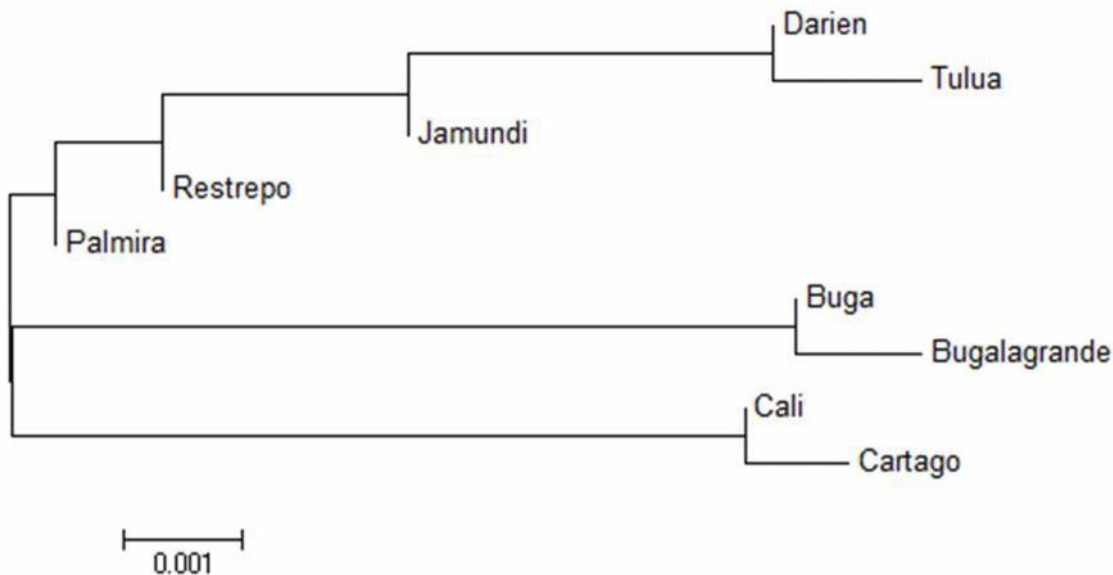 Darien
Tulua
Jamundi
Restrepo
Palmira
Buga
Bugalagrande
Cali
Cartago
0.001